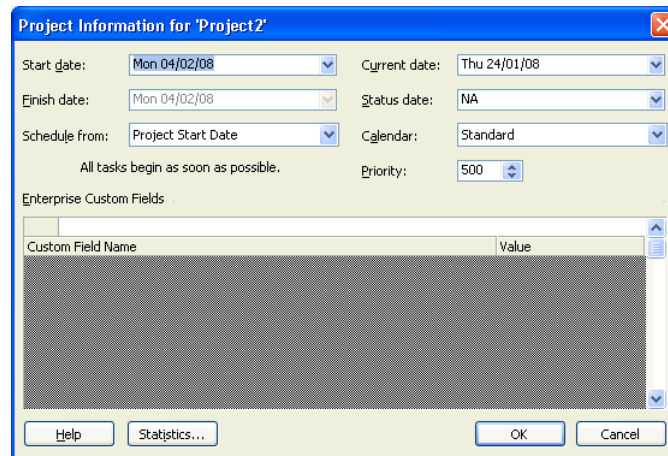 Project Information for 'Project2'
Start date: Mon 04/02/08 Current date: Thu 24/01/08
Finish date: Mon 04/02/08 Status date: NA
Schedule from: Project Start Date Calendar: Standard
All tasks begin as soon as possible. Priority: 500
Enterprise Custom Fields
Custom Field Name Value
Help Statistics... OK Cancel